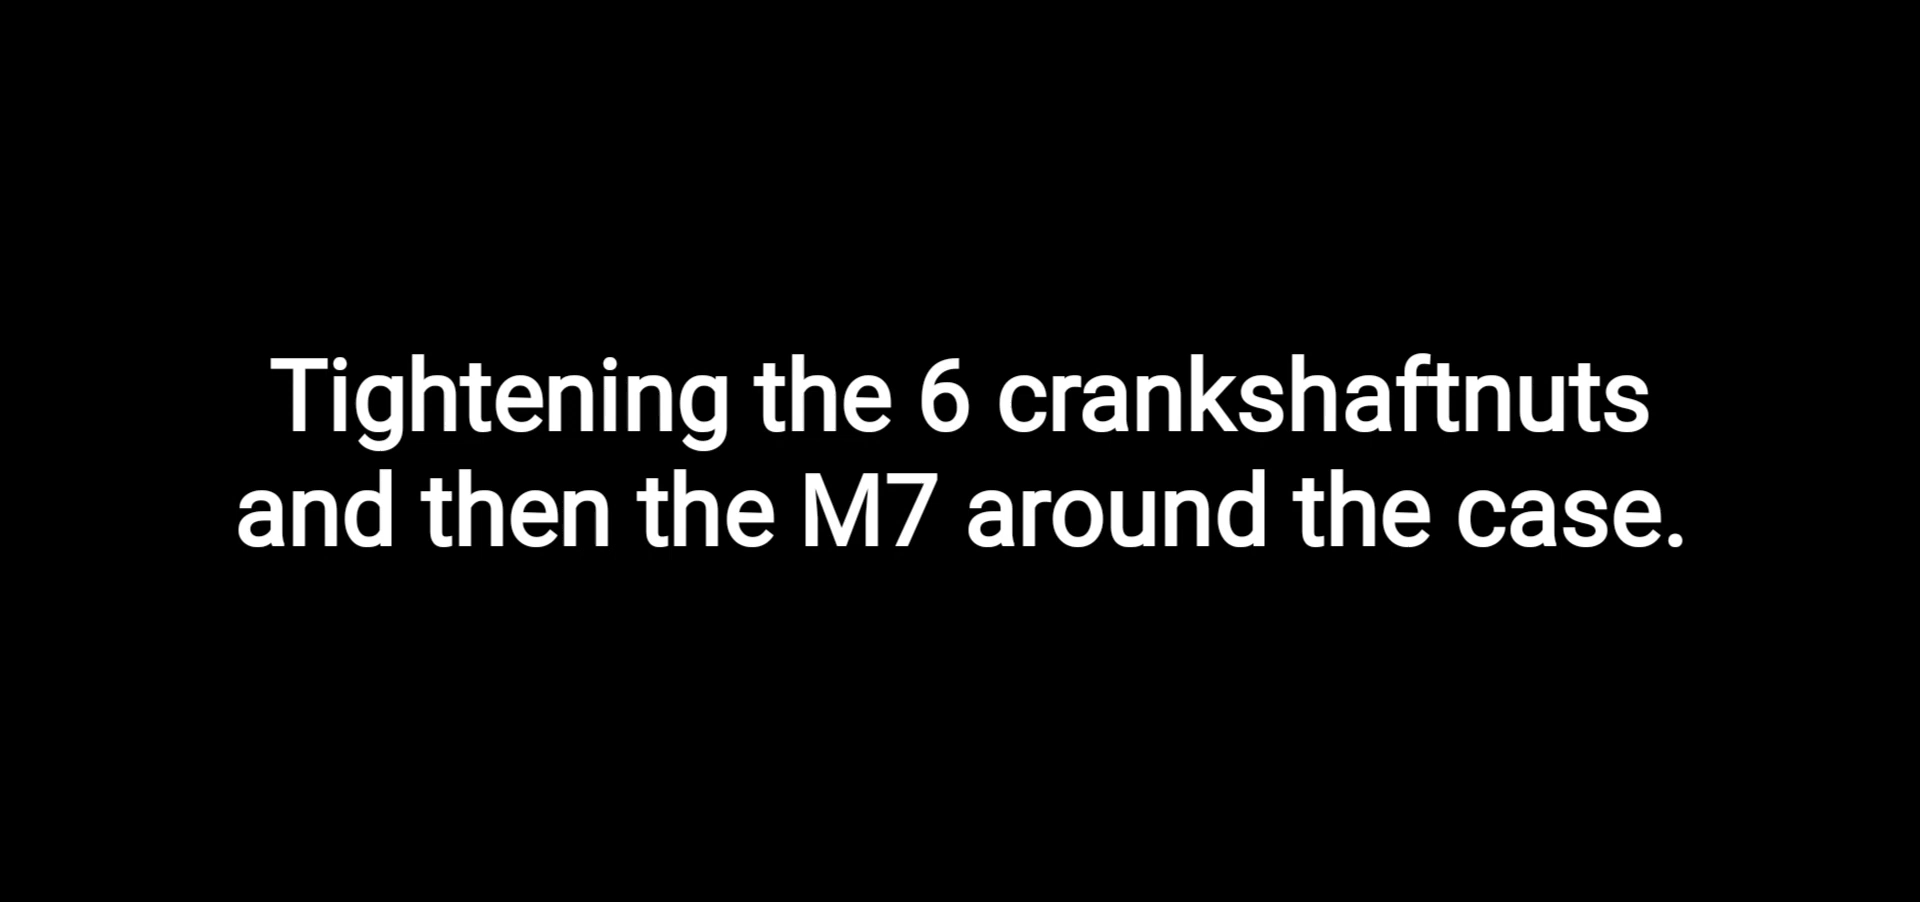 Tightening the 6 crankshaftnuts
and then the M7 around the case.